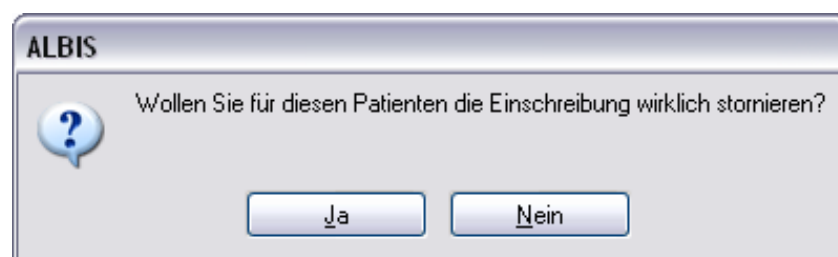 ALBIS
Wollen Sie für diesen Patienten die Einschreibung wirklich stornieren?
Ja Nein